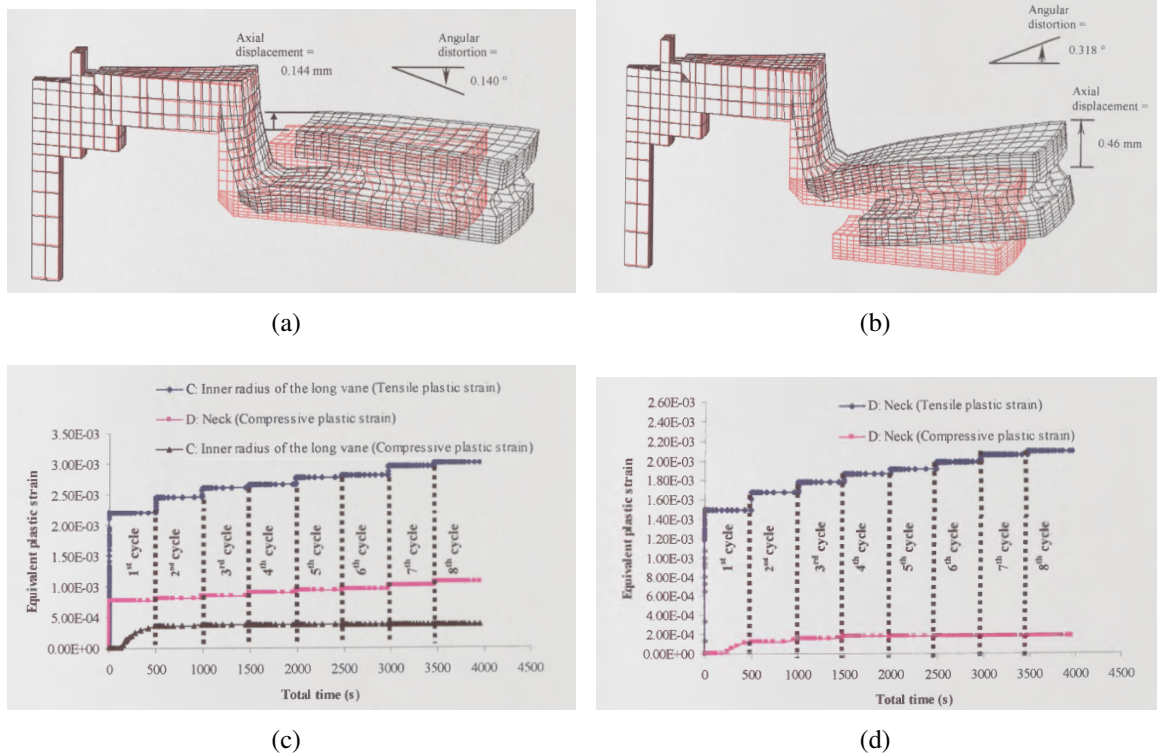 Axial
displacement =
0.144 mm
Angular
distortion =
0.140 °
(a)
Angular
distortion =
0.318 °
Axial
displacement =
0.46 mm
(b)
C: Inner radius of the long vane (Tensile plastic strain)
D: Neck (Compressive plastic strain)
C: Inner radius of the long vane (Compressive plastic strain)
Equivalent plastic strain
3.50E-03
3.00E-03
2.50E-03
2.00E-03
1.50E-03
1.00E-03
5.00E-04
0.00E+00
1st cycle
2nd cycle
3rd cycle
4th cycle
5th cycle
6th cycle
7th cycle
8th cycle
0 500 1000 1500 2000 2500 3000 3500 4000 4500
Total time (s)
(c)
D: Neck (Tensile plastic strain)
D: Neck (Compressive plastic strain)
Equivalent plastic strain
2.60E-03
2.40E-03
2.20E-03
2.00E-03
1.80E-03
1.60E-03
1.40E-03
1.20E-03
1.00E-03
8.00E-04
6.00E-04
4.00E-04
2.00E-04
0.00E+00
1st cycle
2nd cycle
3rd cycle
4th cycle
5th cycle
6th cycle
7th cycle
8th cycle
0 500 1000 1500 2000 2500 3000 3500 4000 4500
Total time (s)
(d)